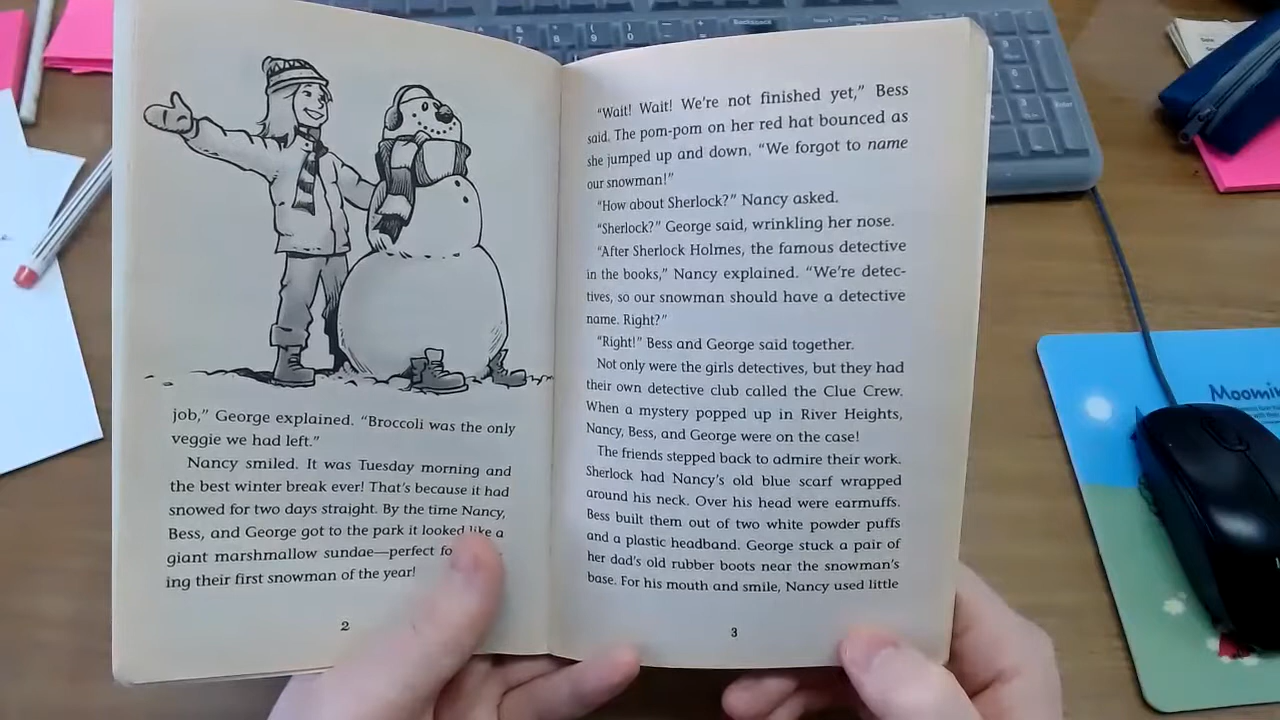 job,” George explained. “Broccoli was the only
veggie we had left.”
Nancy smiled. It was Tuesday morning and
the best winter break ever! That’s because it had
snowed for two days straight. By the time Nancy,
Bess, and George got to the park it looked like a
giant marshmallow sundae—perfect
ing their first snowman of the year!
2
“Wait! Wait! We’re not finished yet,” Bess
said. The pom-pom on her red hat bounced as
she jumped up and down. “We forgot to name
our snowman!”
“How about Sherlock?” Nancy asked.
“Sherlock?” George said, wrinkling her nose.
“After Sherlock Holmes, the famous detective
in the books,” Nancy explained. “We’re detec-
tives, so our snowman should have a detective
name. Right?”
“Right!” Bess and George said together.
Not only were the girls detectives, but they had
their own detective club called the Clue Crew.
When a mystery popped up in River Heights,
Nancy, Bess, and George were on the case!
The friends stepped back to admire their work.
Sherlock had Nancy’s old blue scarf wrapped
around his neck. Over his head were earmuffs.
Bess built them out of two white powder puffs
and a plastic headband. George stuck a pair of
her dad’s old rubber boots near the snowman’s
base. For his mouth and smile, Nancy used little
3
Backspace